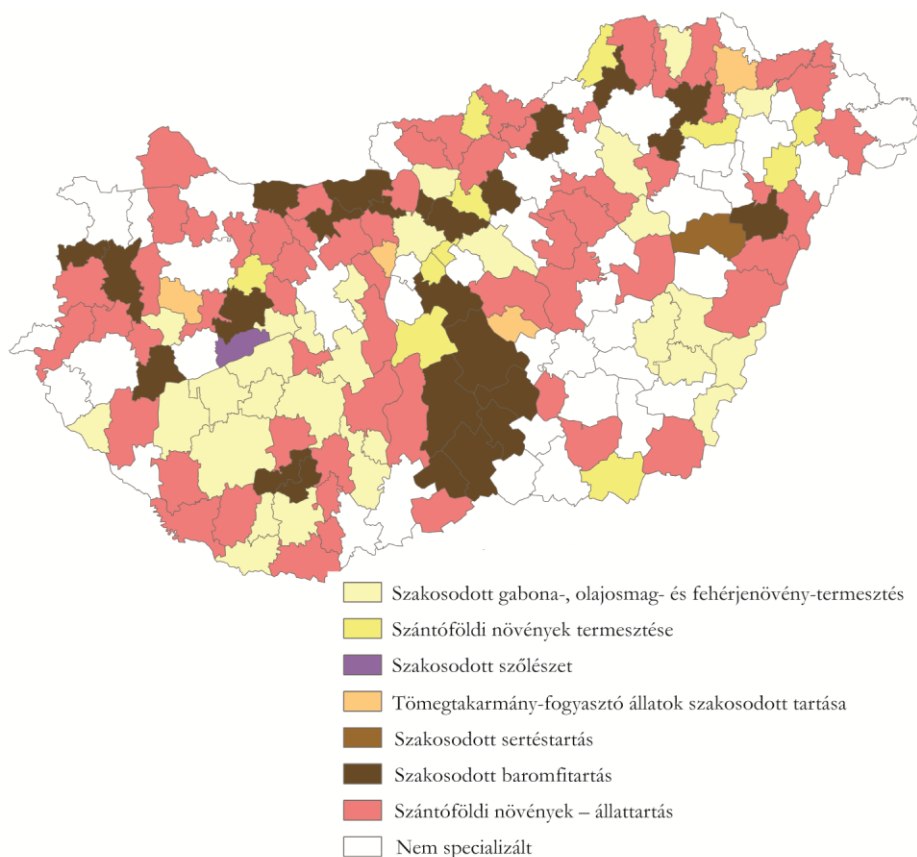 Szakosodott gabona-, olajosmag- és fehérjenövény-termesztés
Szántóföldi növények termesztése
Szakosodott szőlészet
Tömegtakarmány-fogyasztó állatok szakosodott tartása
Szakosodott sertéstartás
Szakosodott baromfitartás
Szántóföldi növények – állattartás
Nem specializált